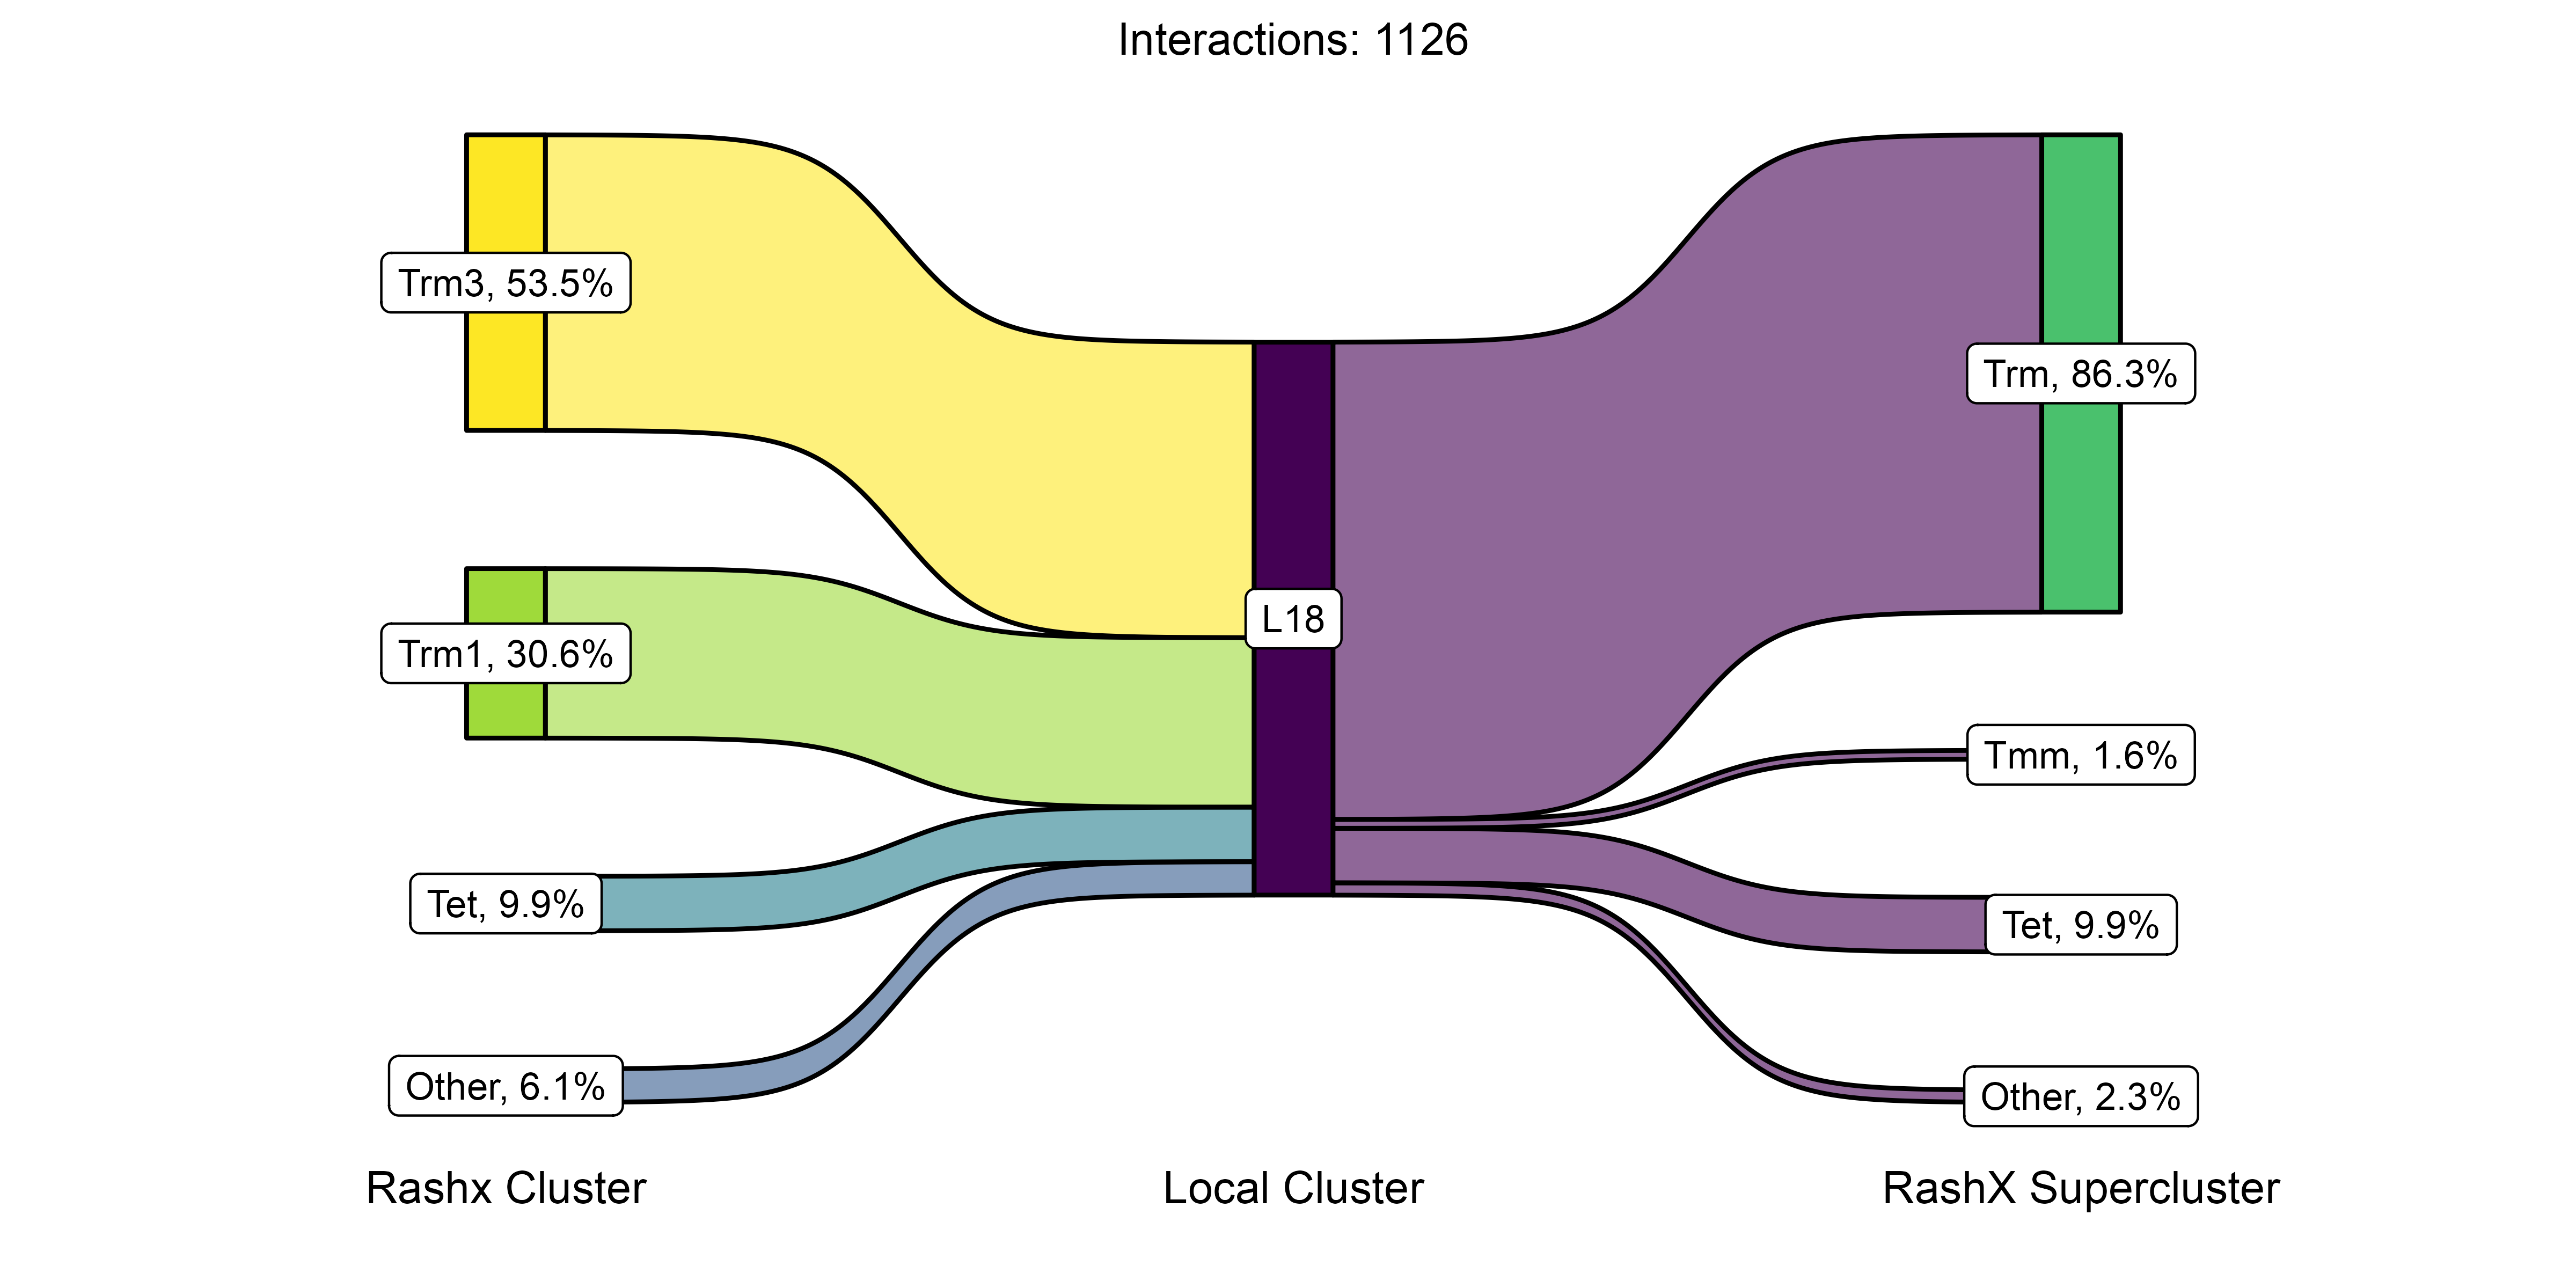 Interactions: 1126
Trm3, 53.5%
Trm1, 30.6%
Tet, 9.9%
Other, 6.1%
L18
Trm, 86.3%
Tmm, 1.6%
Tet, 9.9%
Other, 2.3%
Rashx Cluster
Local Cluster
RashX Supercluster